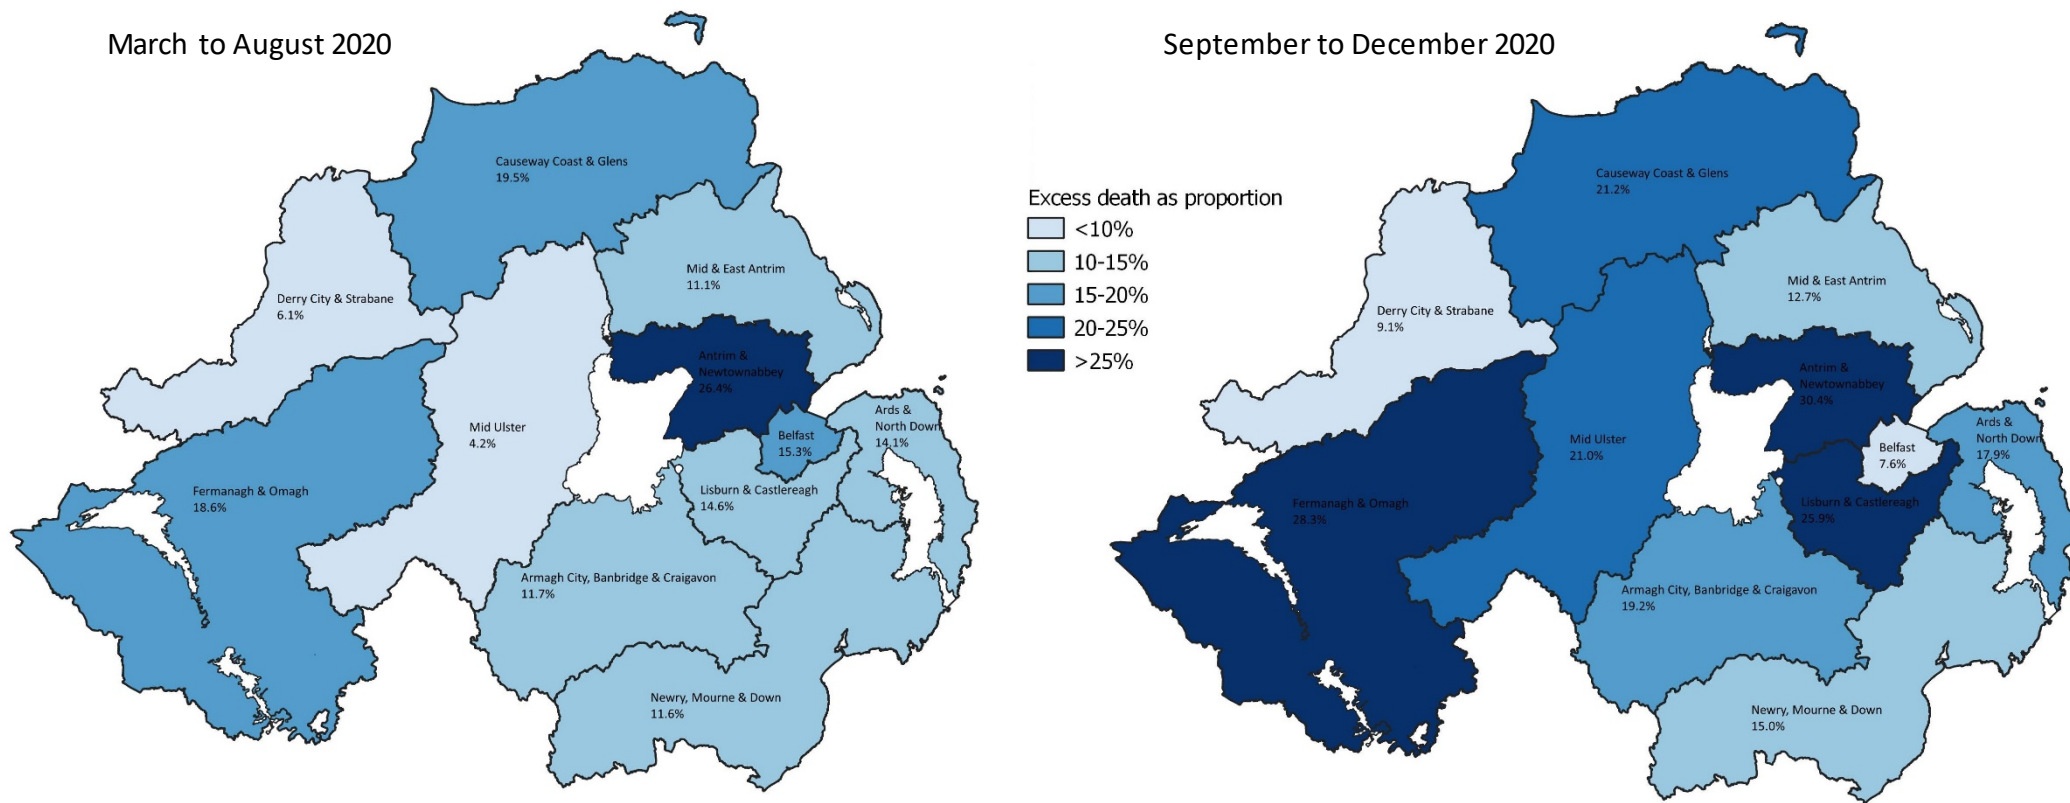 March to August 2020
Causeway Coast & Glens
19.5%
Mid & East Antrim
11.1%
Derry City & Strabane
6.1%
Antrim &
Newtownabbey
26.4%
Ards &
North Down
14.1%
Mid Ulster
4.2%
Belfast
15.3%
Fermanagh & Omagh
18.6%
Lisburn & Castlereagh
14.6%
Armagh City, Banbridge & Craigavon
11.7%
Newry, Mourne & Down
11.6%
Excess death as proportion
<10%
10-15%
15-20%
20-25%
>25%
September to December 2020
Causeway Coast & Glens
21.2%
Mid & East Antrim
12.7%
Derry City & Strabane
9.1%
Antrim &
Newtownabbey
30.4%
Ards &
North Down
17.9%
Mid Ulster
21.0%
Belfast
7.6%
Fermanagh & Omagh
28.3%
Lisburn & Castlereagh
25.9%
Armagh City, Banbridge & Craigavon
19.2%
Newry, Mourne & Down
15.0%